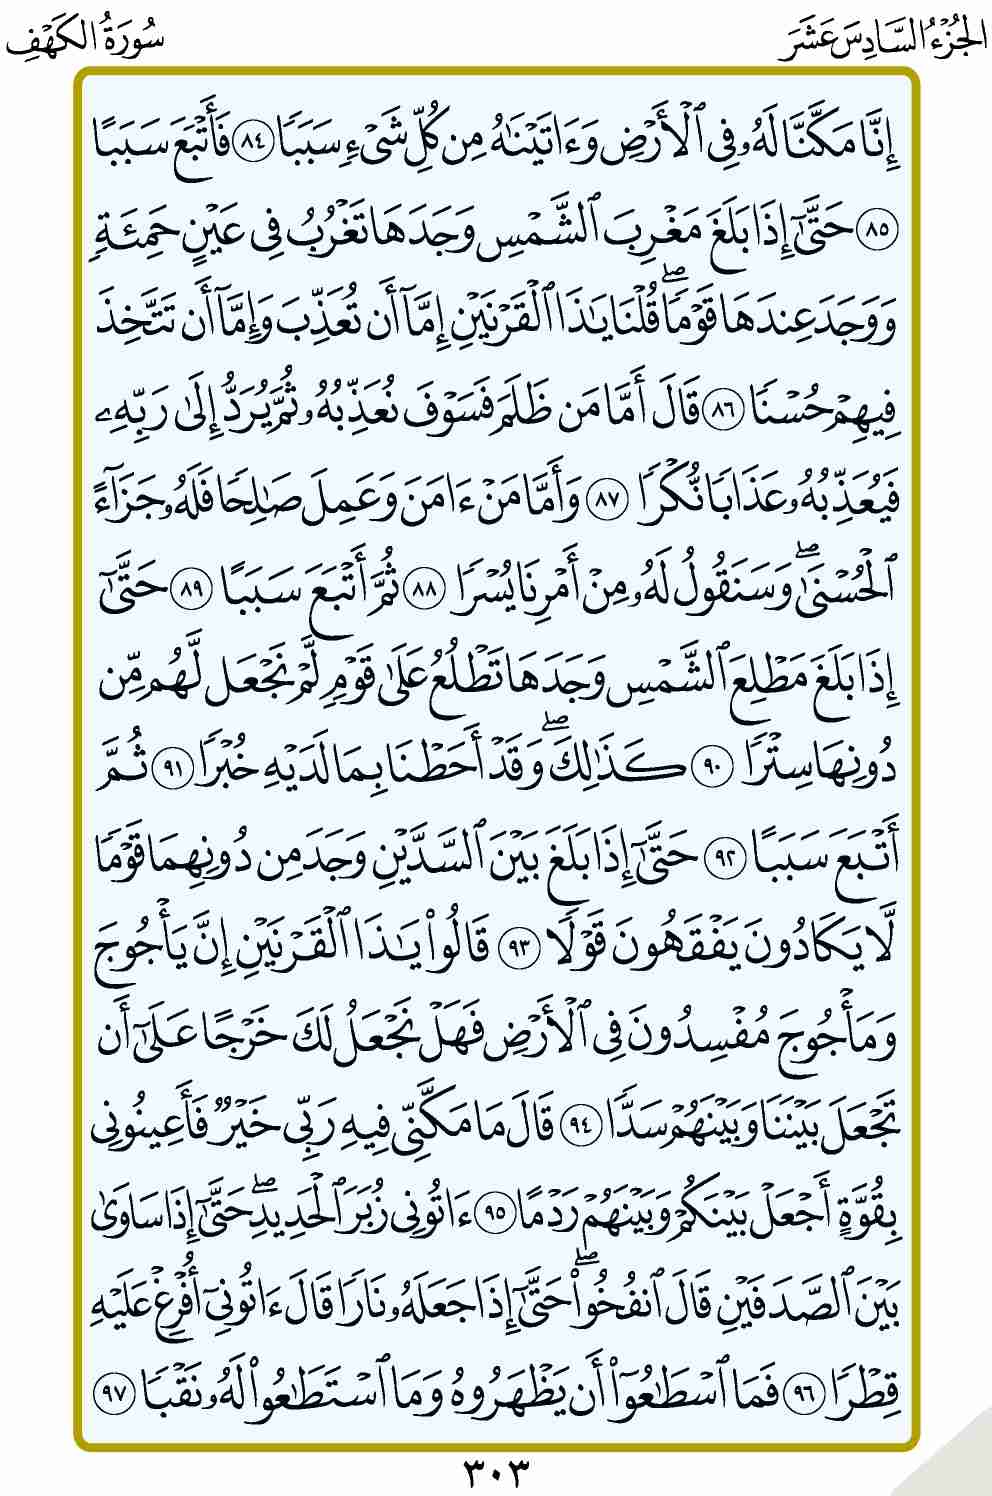 الجُزْءُ السَّادِسَ عَشَرَ
سُورَةُ الكَهْفِ
إِنَّا مَكَّنَّا لَهُۥ فِى ٱلْأَرْضِ وَءَاتَيْنَٰهُ مِن كُلِّ شَىْءٍ سَبَبًا ٨٤ فَأَتْبَعَ سَبَبًا
٨٥ حَتَّىٰٓ إِذَا بَلَغَ مَغْرِبَ ٱلشَّمْسِ وَجَدَهَا تَغْرُبُ فِى عَيْنٍ حَمِئَةٍ
وَوَجَدَ عِندَهَا قَوْمًا ۖ قُلْنَا يَٰذَا ٱلْقَرْنَيْنِ إِمَّآ أَن تُعَذِّبَ وَإِمَّآ أَن تَتَّخِذَ
فِيهِمْ حُسْنًا ٨٦ قَالَ أَمَّا مَن ظَلَمَ فَسَوْفَ نُعَذِّبُهُۥ ثُمَّ يُرَدُّ إِلَىٰ رَبِّهِۦ
فَيُعَذِّبُهُۥ عَذَابًا نُّكْرًا ٨٧ وَأَمَّا مَنْ ءَامَنَ وَعَمِلَ صَٰلِحًا فَلَهُۥ جَزَآءً
ٱلْحُسْنَىٰ ۖ وَسَنَقُولُ لَهُۥ مِنْ أَمْرِنَا يُسْرًا ٨٨ ثُمَّ أَتْبَعَ سَبَبًا ٨٩ حَتَّىٰٓ
إِذَا بَلَغَ مَطْلِعَ ٱلشَّمْسِ وَجَدَهَا تَطْلُعُ عَلَىٰ قَوْمٍ لَّمْ نَجْعَل لَّهُم مِّن
دُونِهَا سِتْرًا ٩٠ كَذَٰلِكَ ۖ وَقَدْ أَحَطْنَا بِمَا لَدَيْهِ خُبْرًا ٩١ ثُمَّ
أَتْبَعَ سَبَبًا ٩٢ حَتَّىٰٓ إِذَا بَلَغَ بَيْنَ ٱلسَّدَّيْنِ وَجَدَ مِن دُونِهِمَا قَوْمًا
لَّا يَكَادُونَ يَفْقَهُونَ قَوْلًا ٩٣ قَالُوا۟ يَٰذَا ٱلْقَرْنَيْنِ إِنَّ يَأْجُوجَ
وَمَأْجُوجَ مُفْسِدُونَ فِى ٱلْأَرْضِ فَهَلْ نَجْعَلُ لَكَ خَرْجًا عَلَىٰٓ أَن
تَجْعَلَ بَيْنَنَا وَبَيْنَهُمْ سَدًّا ٩٤ قَالَ مَا مَكَّنِّى فِيهِ رَبِّى خَيْرٌ فَأَعِينُونِى
بِقُوَّةٍ أَجْعَلْ بَيْنَكُمْ وَبَيْنَهُمْ رَدْمًا ٩٥ ءَاتُونِى زُبَرَ ٱلْحَدِيدِ ۖ حَتَّىٰٓ إِذَا سَاوَىٰ
بَيْنَ ٱلصَّدَفَيْنِ قَالَ ٱنفُخُوا۟ ۖ حَتَّىٰٓ إِذَا جَعَلَهُۥ نَارًا قَالَ ءَاتُونِىٓ أُفْرِغْ عَلَيْهِ
قِطْرًا ٩٦ فَمَا ٱسْطَٰعُوٓا۟ أَن يَظْهَرُوهُ وَمَا ٱسْتَطَٰعُوا۟ لَهُۥ نَقْبًا ٩٧
٣٠٣